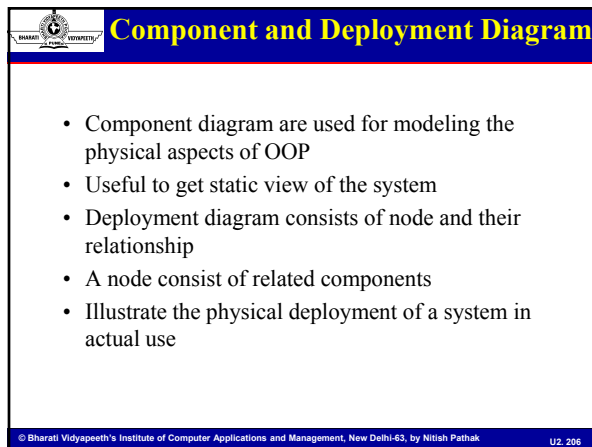 BHARATI VIDYAPEETH
PUNE
Component and Deployment Diagram
• Component diagram are used for modeling the
physical aspects of OOP
• Useful to get static view of the system
• Deployment diagram consists of node and their
relationship
• A node consist of related components
• Illustrate the physical deployment of a system in
actual use
© Bharati Vidyapeeth's Institute of Computer Applications and Management, New Delhi-63, by Nitish Pathak
U2. 206